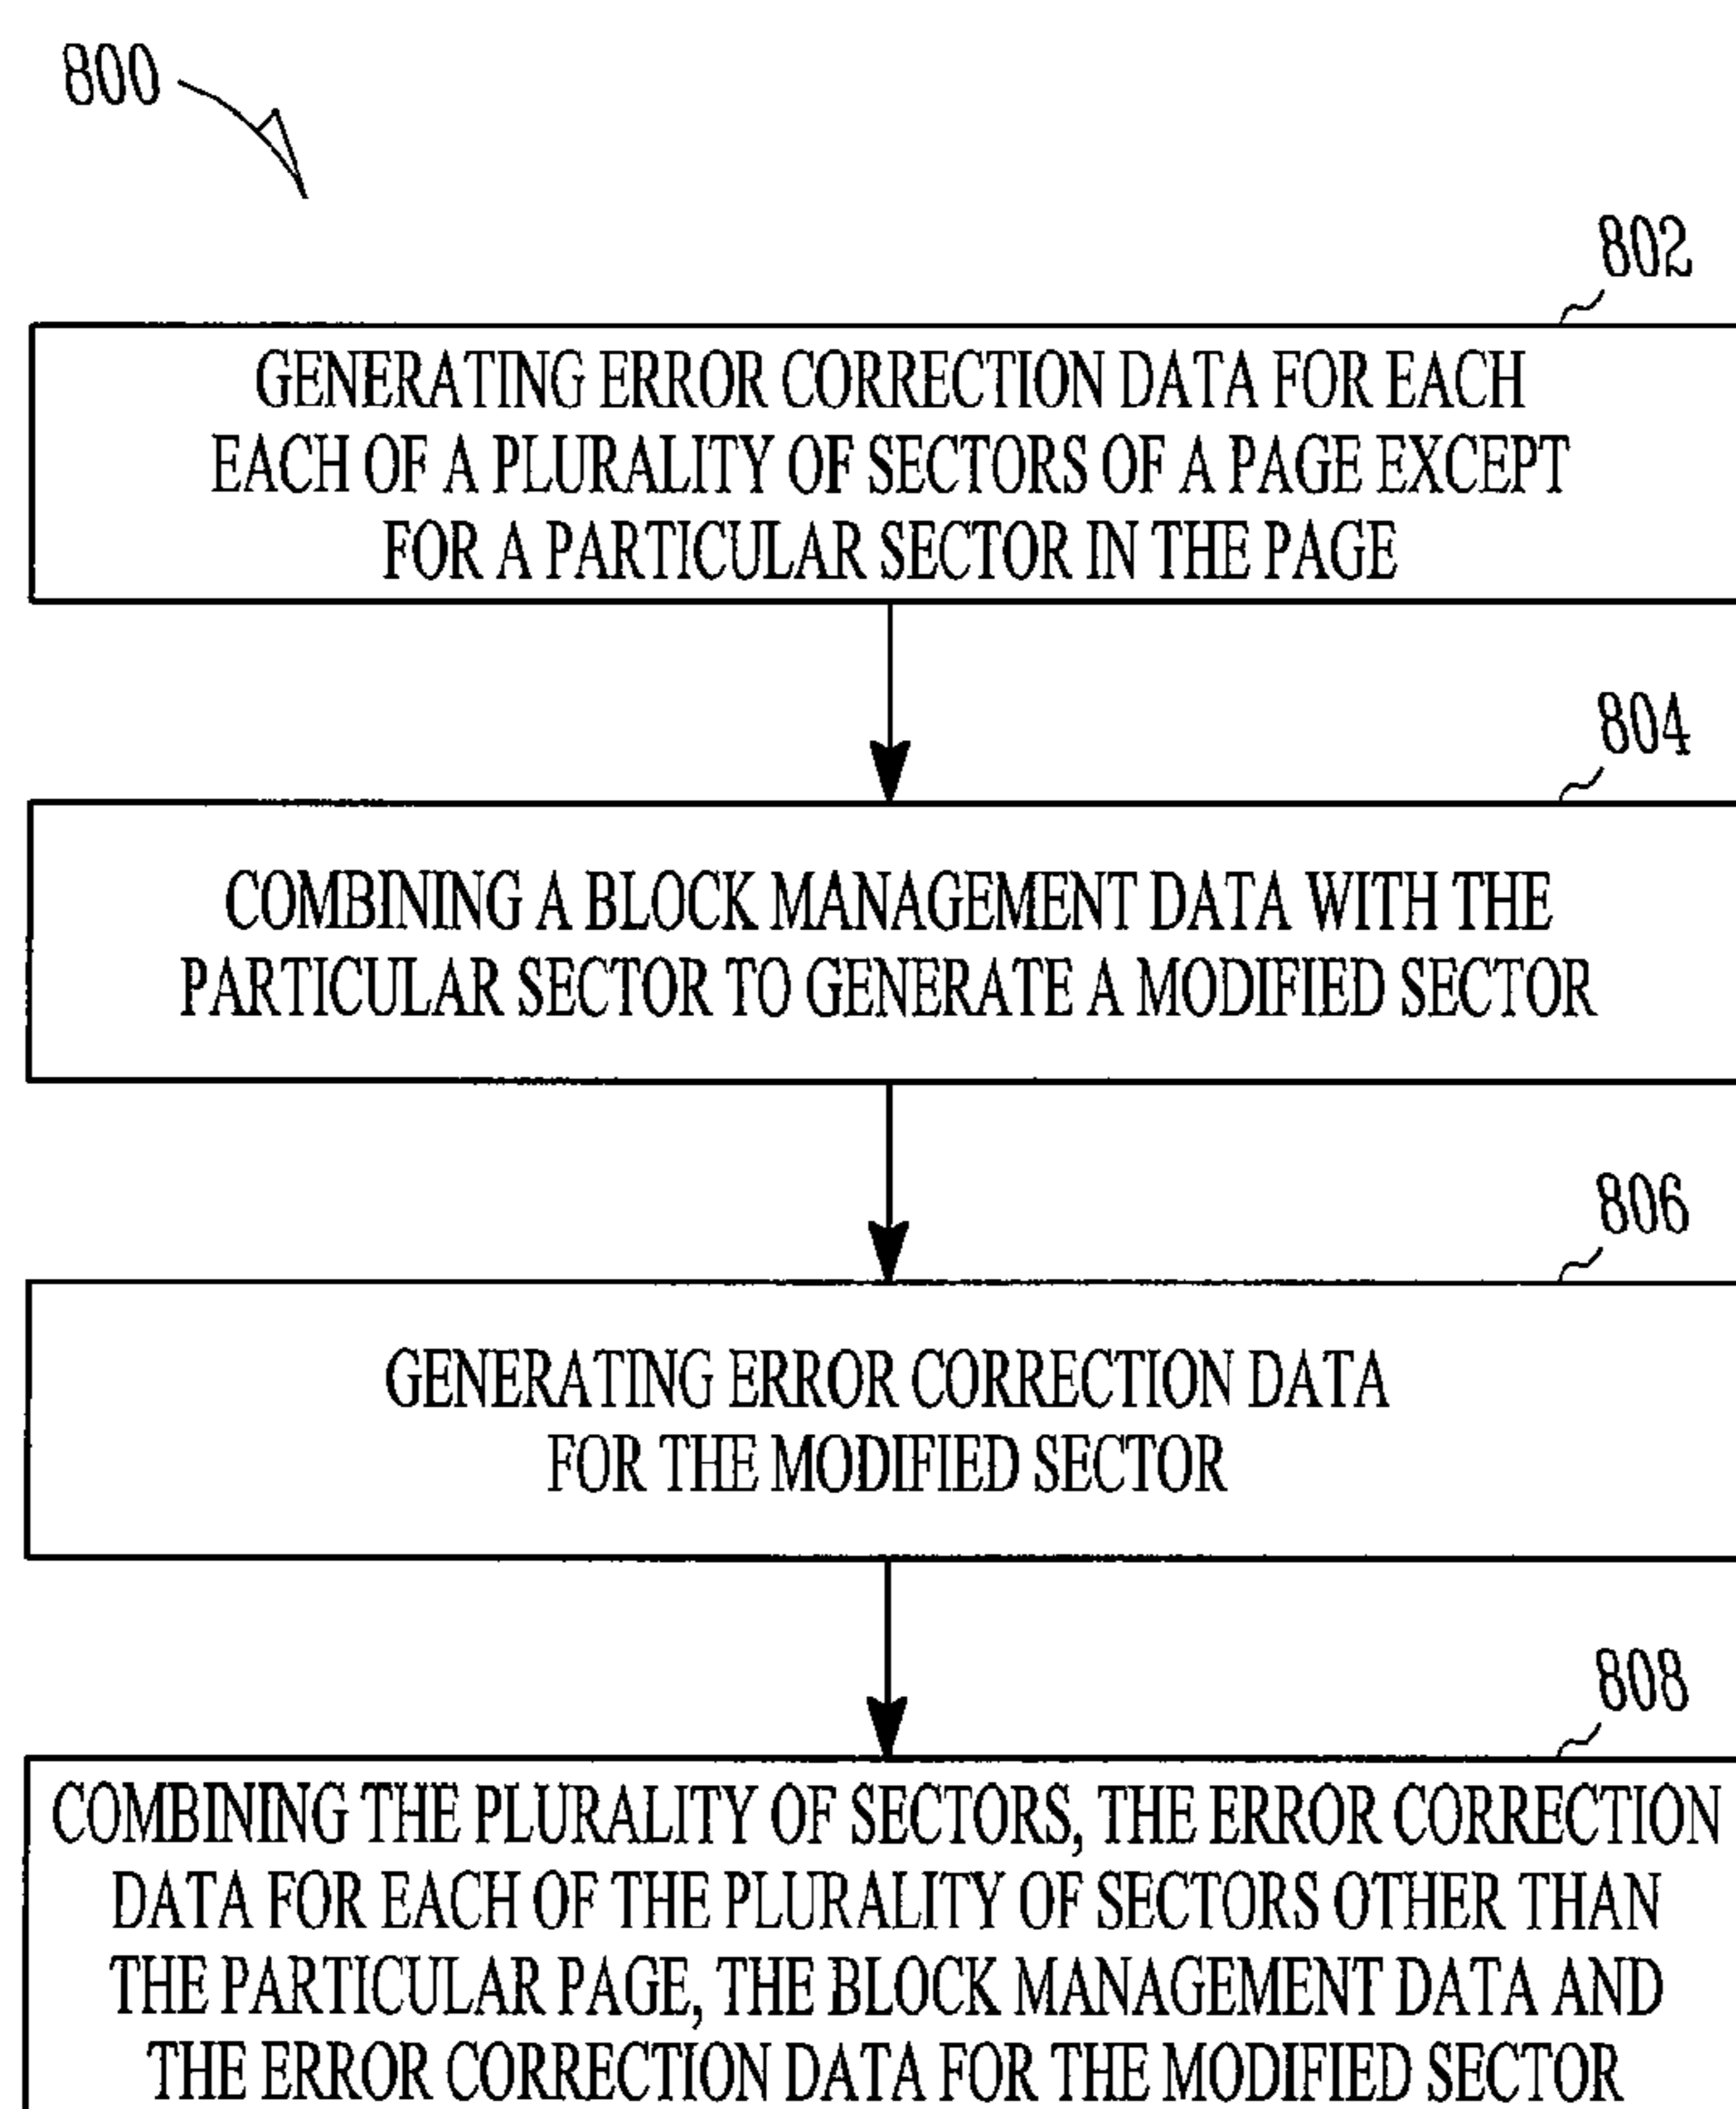 800
802
GENERATING ERROR CORRECTION DATA FOR EACH
EACH OF A PLURALITY OF SECTORS OF A PAGE EXCEPT
FOR A PARTICULAR SECTOR IN THE PAGE
804
COMBINING A BLOCK MANAGEMENT DATA WITH THE
PARTICULAR SECTOR TO GENERATE A MODIFIED SECTOR
806
GENERATING ERROR CORRECTION DATA
FOR THE MODIFIED SECTOR
808
COMBINING THE PLURALITY OF SECTORS, THE ERROR CORRECTION
DATA FOR EACH OF THE PLURALITY OF SECTORS OTHER THAN
THE PARTICULAR PAGE, THE BLOCK MANAGEMENT DATA AND
THE ERROR CORRECTION DATA FOR THE MODIFIED SECTOR